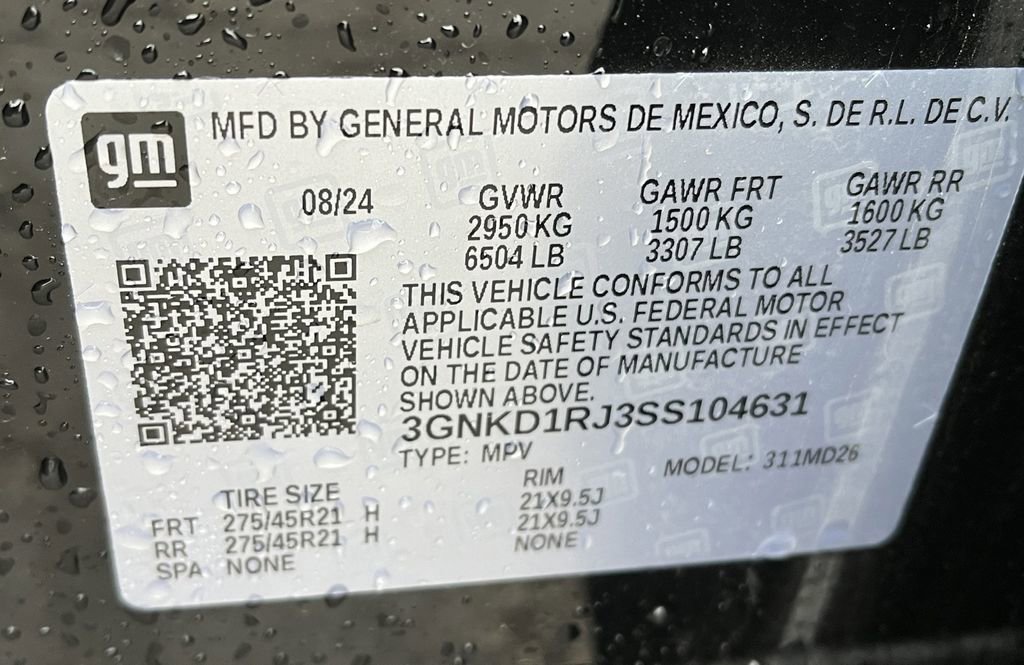 gm
MFD BY GENERAL MOTORS DE MEXICO, S. DE R.L. DE C.V.
08/24 GVWR GAWR FRT GAWR RR
2950 KG 1500 KG 1600 KG
6504 LB 3307 LB 3527 LB
THIS VEHICLE CONFORMS TO ALL
APPLICABLE U.S. FEDERAL MOTOR
VEHICLE SAFETY STANDARDS IN EFFECT
ON THE DATE OF MANUFACTURE
SHOWN ABOVE.
3GNKD1RJ3SS104631
TYPE: MPV MODEL: 311MD26
TIRE SIZE RIM
FRT 275/45R21 H 21X9.5J
RR 275/45R21 H 21X9.5J
SPA NONE NONE